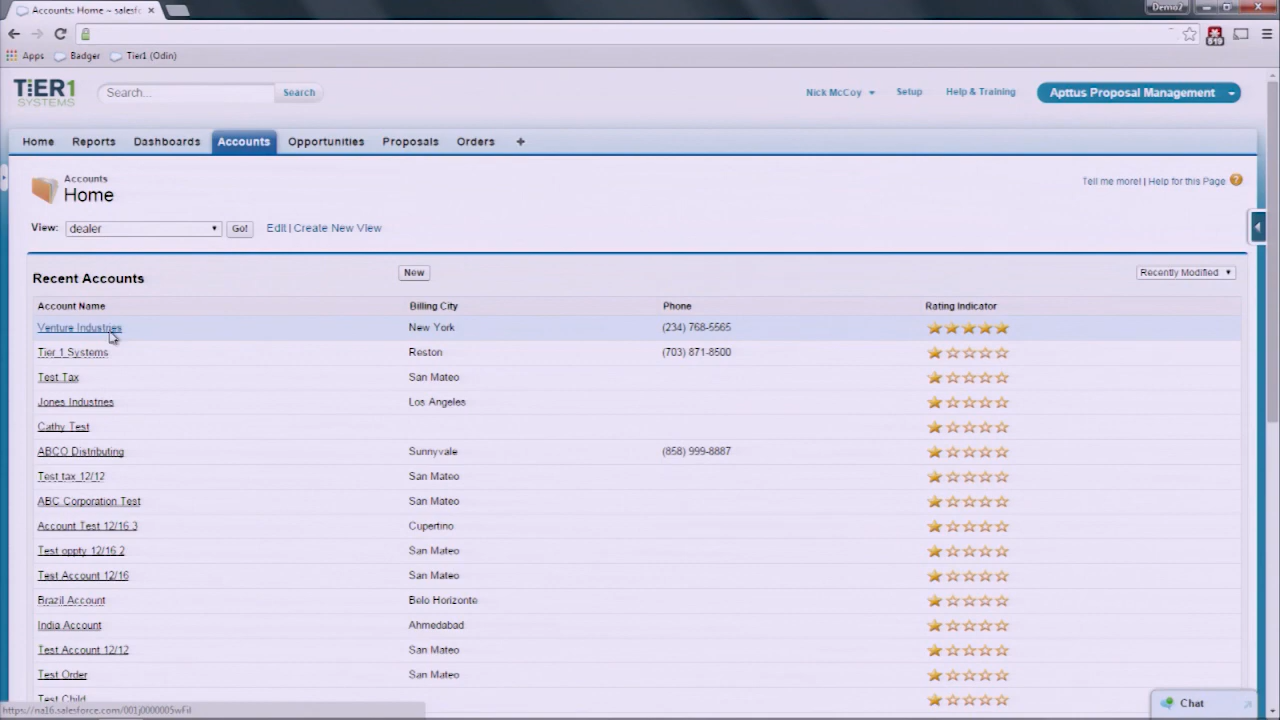 Accounts: Home ~ salesfo
Demo2
Apps Badger Tier1 (Odin)
619
TiER1
SYSTEMS
Search...
Search
Nick McCoy
Setup
Help & Training
Apttus Proposal Management
Home Reports Dashboards Accounts Opportunities Proposals Orders +
Accounts
Home
Tell me more! | Help for this Page
View: dealer Go! Edit | Create New View
Recent Accounts New Recently Modified
Account Name Billing City Phone Rating Indicator
Venture Industries New York (234) 768-5565
Tier 1 Systems Reston (703) 871-8500
Test Tax San Mateo
Jones Industries Los Angeles
Cathy Test
ABCO Distributing Sunnyvale (858) 999-8887
Test tax 12/12 San Mateo
ABC Corporation Test San Mateo
Account Test 12/16 3 Cupertino
Test oppty 12/16 2 San Mateo
Test Account 12/16 San Mateo
Brazil Account Belo Horizonte
India Account Ahmedabad
Test Account 12/12 San Mateo
Test Order San Mateo
Test Child
https://na16.salesforce.com/001j0000005wFiI
Chat